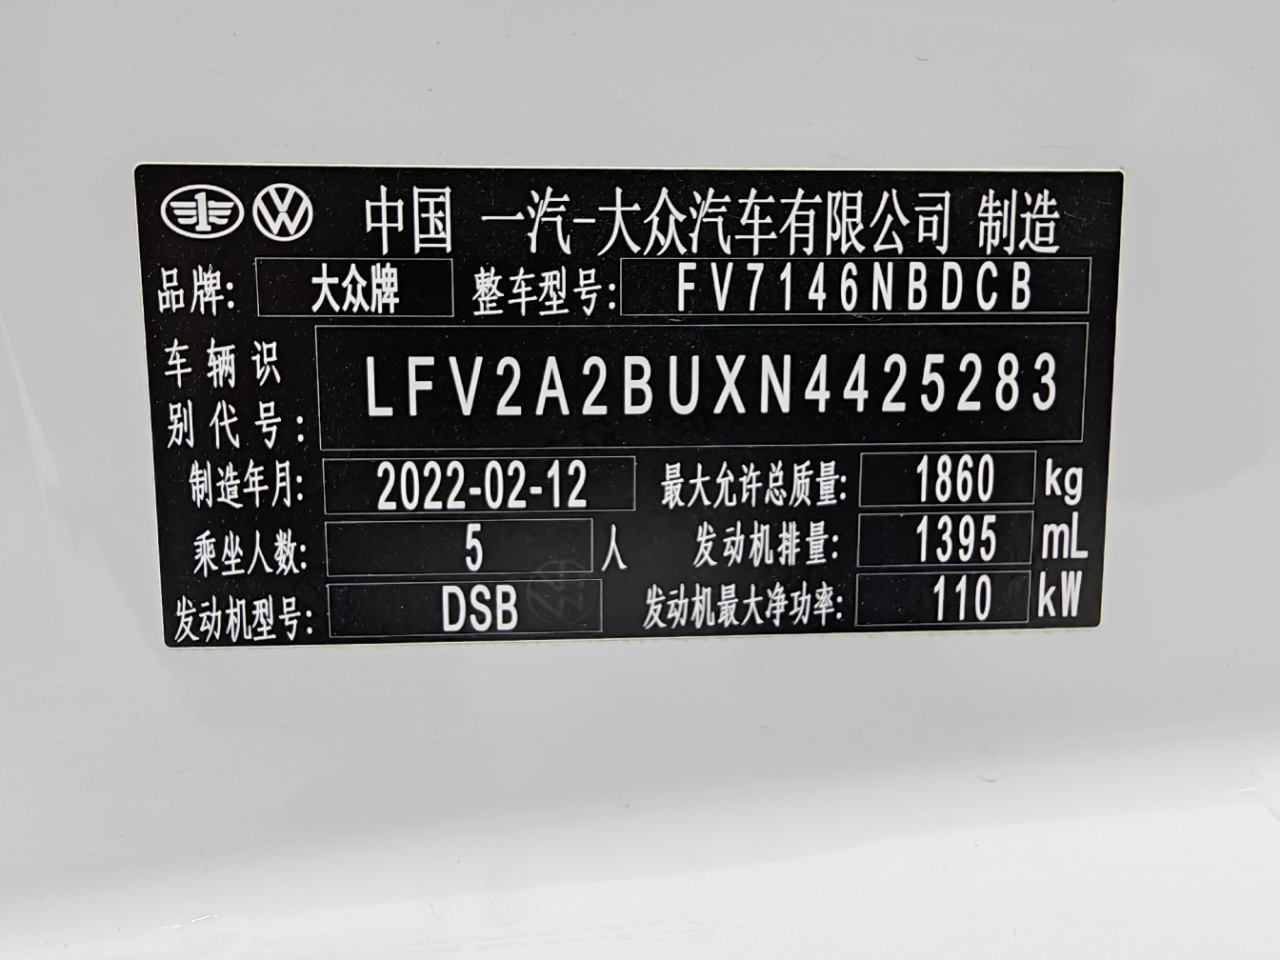 中国 一汽-大众汽车有限公司 制造
品牌: 大众牌 整车型号: FV7146NBDCB
车辆识
别代号: LFV2A2BUXN4425283
制造年月: 2022-02-12 最大允许总质量: 1860 kg
乘坐人数: 5 人 发动机排量: 1395 mL
发动机型号: DSB 发动机最大净功率: 110 kW